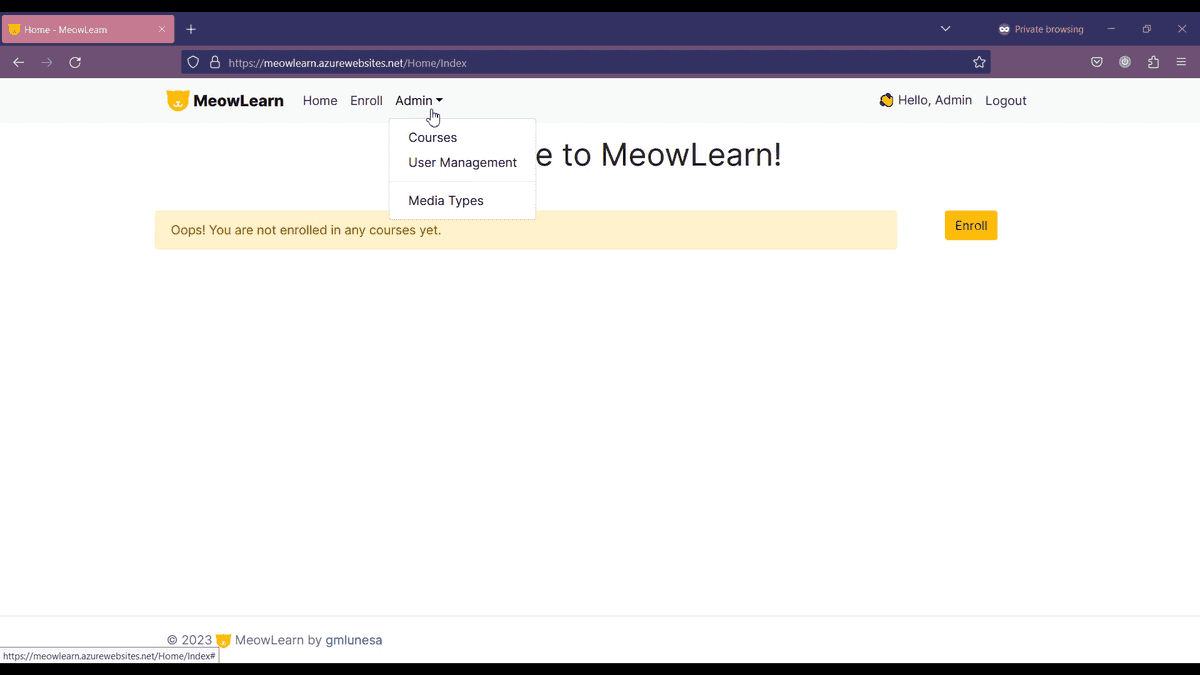 Home - MeowLearn
Private browsing
https://meowlearn.azurewebsites.net/Home/Index
MeowLearn Home Enroll Admin Hello, Admin Logout
Courses
User Management
Media Types
e to MeowLearn!
Oops! You are not enrolled in any courses yet.
Enroll
© 2023 MeowLearn by gmlunesa
https://meowlearn.azurewebsites.net/Home/Index#